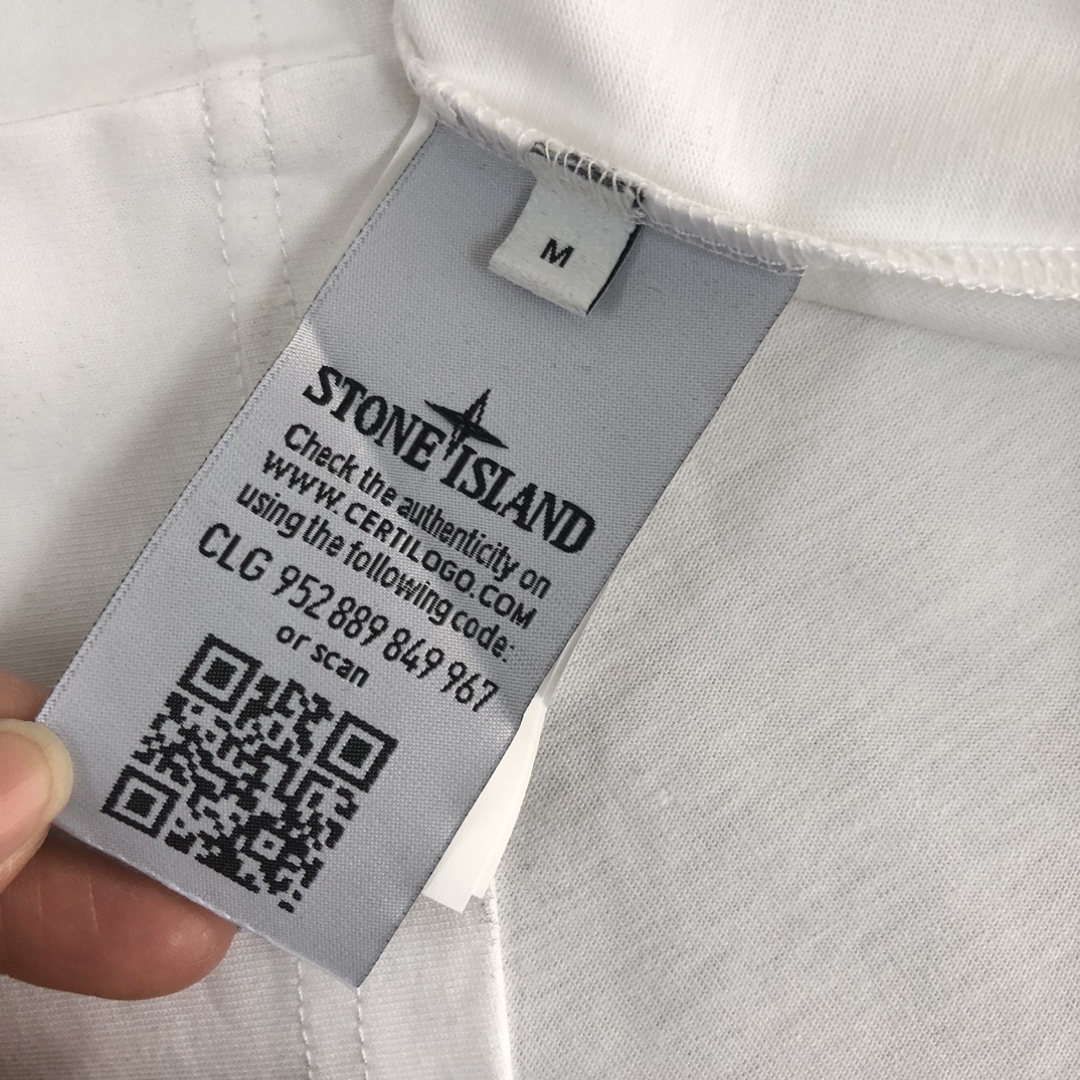 M
STONE ISLAND
Check the authenticity on
WWW.CERTILOGO.COM
using the following code:
CLG 952 889 849 967
or scan